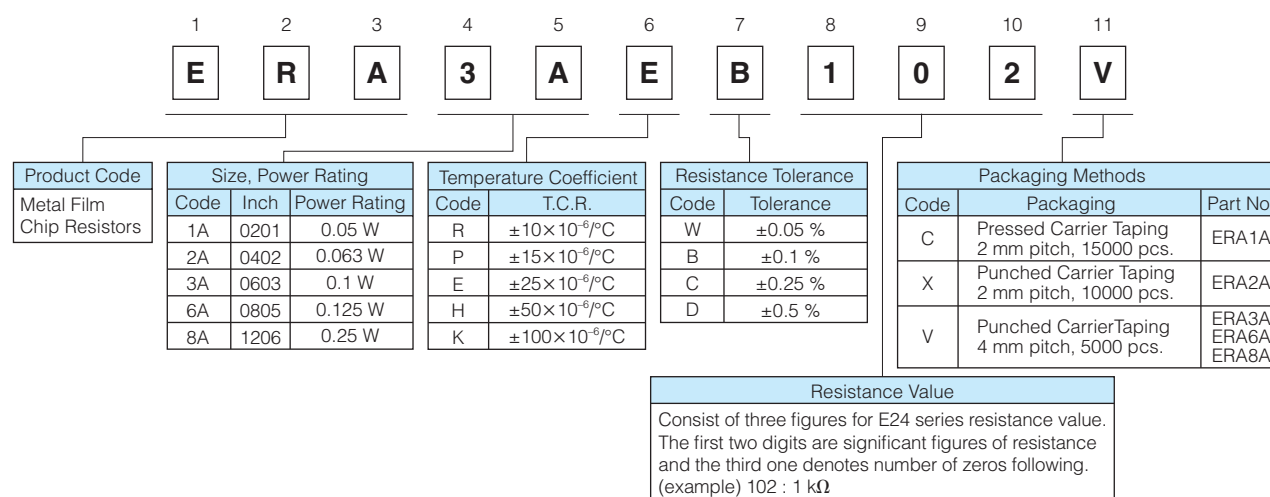 1 2 3 4 5 6 7 8 9 10 11
E R A 3 A E B 1 0 2 V
Product Code
Metal Film
Chip Resistors
Size, Power Rating
Code Inch Power Rating
1A 0201 0.05 W
2A 0402 0.063 W
3A 0603 0.1 W
6A 0805 0.125 W
8A 1206 0.25 W
Temperature Coefficient
Code T.C.R.
R ±10×10⁻⁶/°C
P ±15×10⁻⁶/°C
E ±25×10⁻⁶/°C
H ±50×10⁻⁶/°C
K ±100×10⁻⁶/°C
Resistance Tolerance
Code Tolerance
W ±0.05 %
B ±0.1 %
C ±0.25 %
D ±0.5 %
Packaging Methods
Code Packaging Part No
C Pressed Carrier Taping
2 mm pitch, 15000 pcs. ERA1A
X Punched Carrier Taping
2 mm pitch, 10000 pcs. ERA2A
V Punched CarrierTaping
4 mm pitch, 5000 pcs. ERA3A
ERA6A
ERA8A
Resistance Value
Consist of three figures for E24 series resistance value.
The first two digits are significant figures of resistance
and the third one denotes number of zeros following.
(example) 102 : 1 kΩ